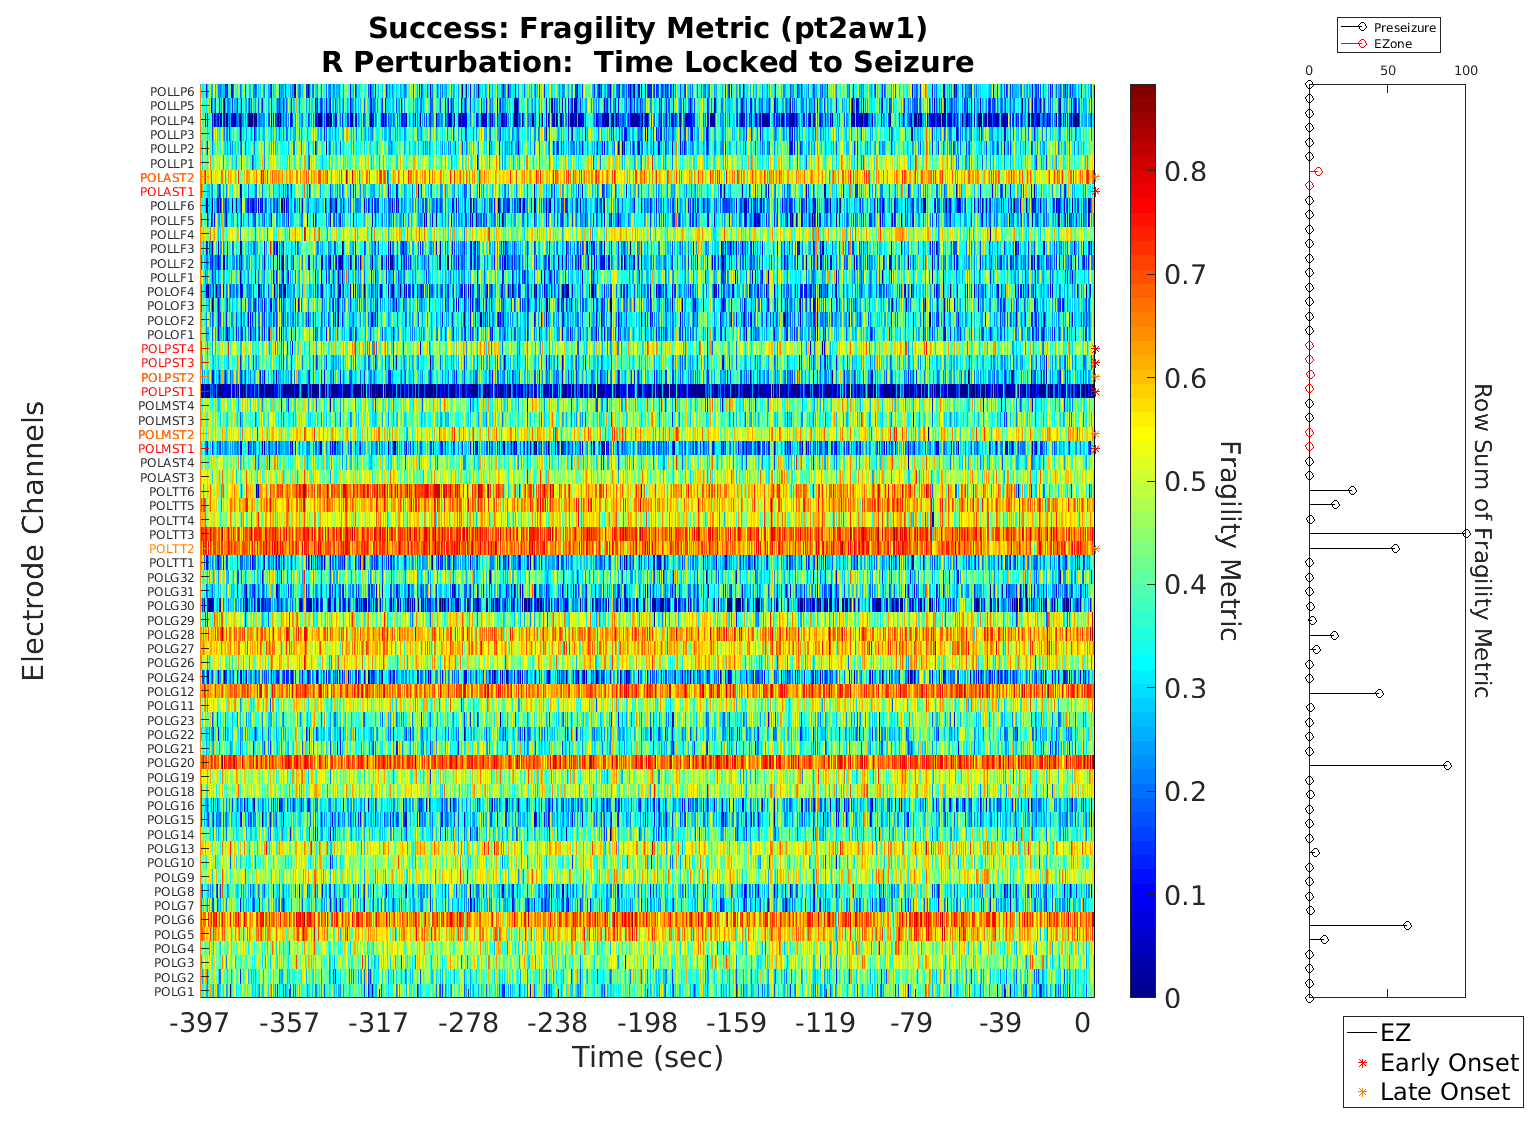 Success: Fragility Metric (pt2aw1)
R Perturbation:  Time Locked to Seizure
Electrode Channels
POLLP6
POLLP5
POLLP4
POLLP3
POLLP2
POLLP1
POLAST2
POLAST1
POLLF6
POLLF5
POLLF4
POLLF3
POLLF2
POLLF1
POLOF4
POLOF3
POLOF2
POLOF1
POLPST4
POLPST3
POLPST2
POLPST1
POLMST4
POLMST3
POLMST2
POLMST1
POLAST4
POLAST3
POLTT6
POLTT5
POLTT4
POLTT3
POLTT2
POLTT1
POLG32
POLG31
POLG30
POLG29
POLG28
POLG27
POLG26
POLG24
POLG12
POLG11
POLG23
POLG22
POLG21
POLG20
POLG19
POLG18
POLG16
POLG15
POLG14
POLG13
POLG10
POLG9
POLG8
POLG7
POLG6
POLG5
POLG4
POLG3
POLG2
POLG1
-397 -357 -317 -278 -238 -198 -159 -119 -79 -39 0
Time (sec)
0.8
0.7
0.6
0.5
0.4
0.3
0.2
0.1
0
Fragility Metric
Preseizure
EZone
0 50 100
Row Sum of Fragility Metric
EZ
Early Onset
Late Onset